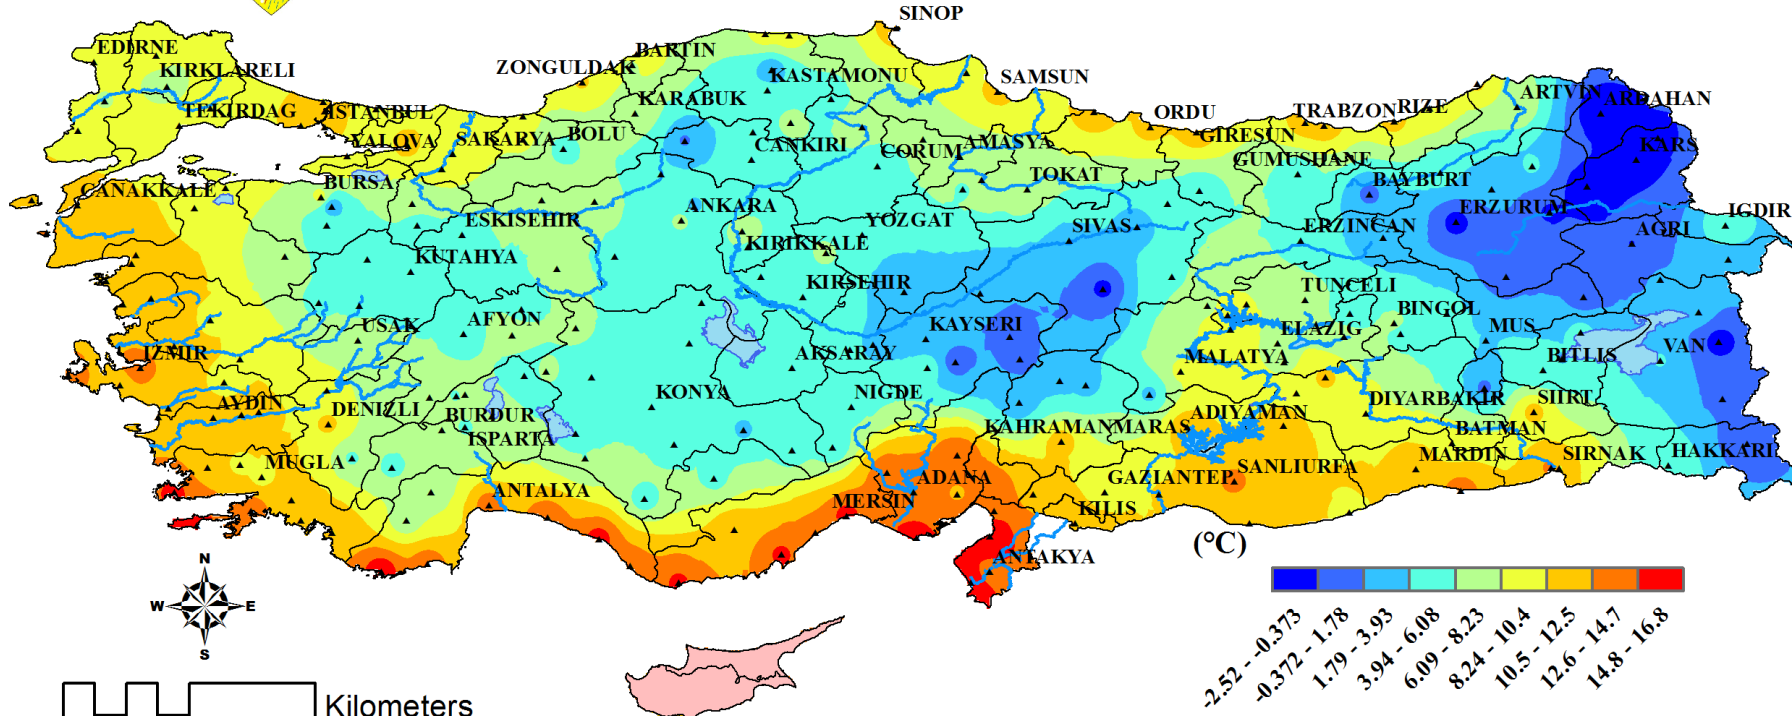 SINOP
EDIRNE
BARTIN
KIRKLARELI
ZONGULDAK
KASTAMONU
SAMSUN
KARABUK
ARTVIN
ARDAHAN
TEKIRDAG
ISTANBUL
ORDU
TRABZON
RIZE
YALOVA
SAKARYA
BOLU
CANKIRI
CORUM
AMASYA
GIRESUN
KARS
GUMUSHANE
CANAKKALE
BURSA
TOKAT
BAYBURT
ANKARA
ESKISEHIR
YOZGAT
SIVAS
ERZINCAN
ERZURUM
IGDIR
KIRIKKALE
AGRI
KUTAHYA
KIRSEHIR
TUNCELI
BINGOL
USAK
AFYON
KAYSERI
ELAZIG
MUS
IZMIR
AKSARAY
MALATYA
BITLIS
VAN
KONYA
NIGDE
AYDIN
DENIZLI
BURDUR
ISPARTA
ADIYAMAN
DIYARBAKIR
SIIRT
KAHRAMANMARAS
BATMAN
MUGLA
ANTALYA
ADANA
MERSIN
GAZIANTEP
SANLIURFA
MARDIN
SIRNAK
HAKKARI
KILIS
ANTAKYA
(°C)
-2.52 - -0.373
-0.372 - 1.78
1.79 - 3.93
3.94 - 6.08
6.09 - 8.23
8.24 - 10.4
10.5 - 12.5
12.6 - 14.7
14.8 - 16.8
N
W
E
S
Kilometers